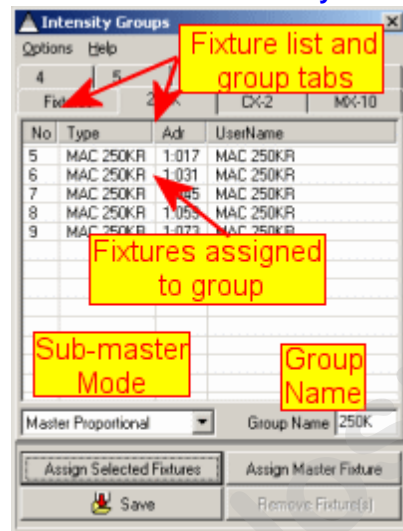 Intensity Groups
Options Help
Fixture list and
group tabs
4 5
CX-2 MX-10
No Type Adr UserName
5 MAC 250KR 1:017 MAC 250KR
6 MAC 250KR 1:031 MAC 250KR
7 MAC 250KR MAC 250KR
8 MAC 250KR 1:059 MAC 250KR
9 MAC 250KR 1:073 MAC 250KR
Fixtures assigned
to group
Sub-master
Mode
Group
Name
Master Proportional Group Name 250K
Assign Selected Fixtures Assign Master Fixture
Save Remove Fixture(s)